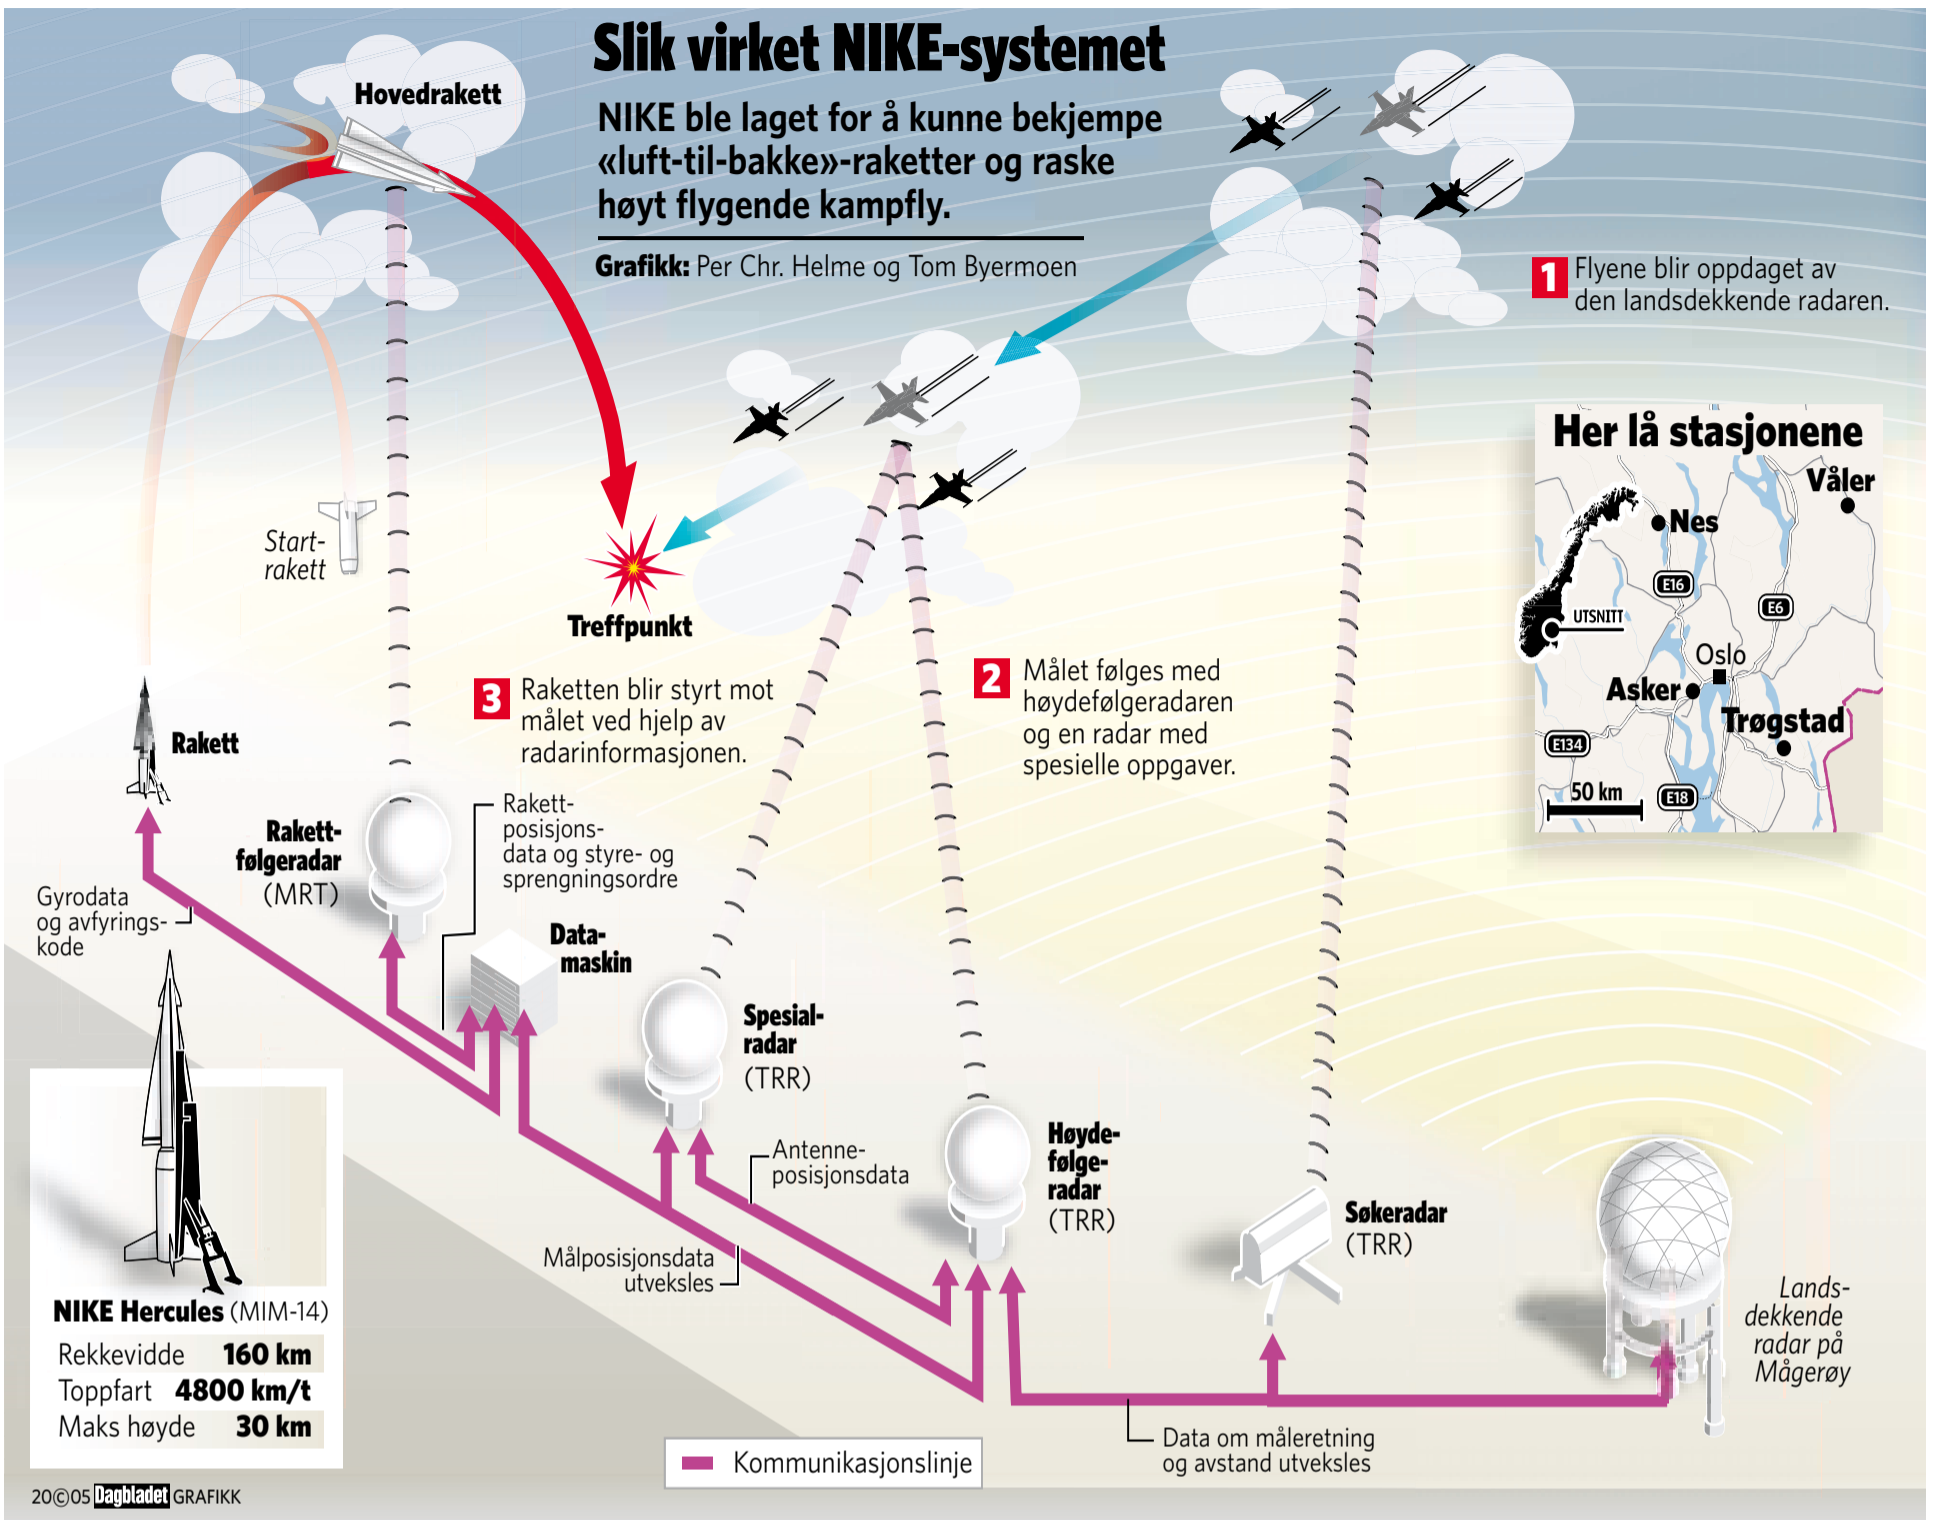 Slik virket NIKE-systemet
NIKE ble laget for å kunne bekjempe
«luft-til-bakke»-raketter og raske
høyt flygende kampfly.
Grafikk: Per Chr. Helme og Tom Byermoen
Hovedrakett
1
Flyene blir oppdaget av
den landsdekkende radaren.
Start-
rakett
Treffpunkt
Her lå stasjonene
Våler
Nes
E16
E6
UTSNITT
Oslo
Asker
Trøgstad
E134
50 km
E18
2
Målet følges med
høydefølgeradaren
og en radar med
spesielle oppgaver.
3
Raketten blir styrt mot
målet ved hjelp av
radarinformasjonen.
Rakett
Rakett-
følgeradar
(MRT)
Rakett-
posisjons-
data og styre- og
sprengningsordre
Gyrodata
og avfyrings-
kode
Data-
maskin
Spesial-
radar
(TRR)
Antenne-
posisjonsdata
Målposisjonsdata
utveksles
Høyde-
følge-
radar
(TRR)
Søkeradar
(TRR)
Lands-
dekkende
radar på
Mågerøy
Data om måleretning
og avstand utveksles
Kommunikasjonslinje
NIKE Hercules (MIM-14)
Rekkevidde 160 km
Toppfart 4800 km/t
Maks høyde 30 km
20©05 Dagbladet GRAFIKK